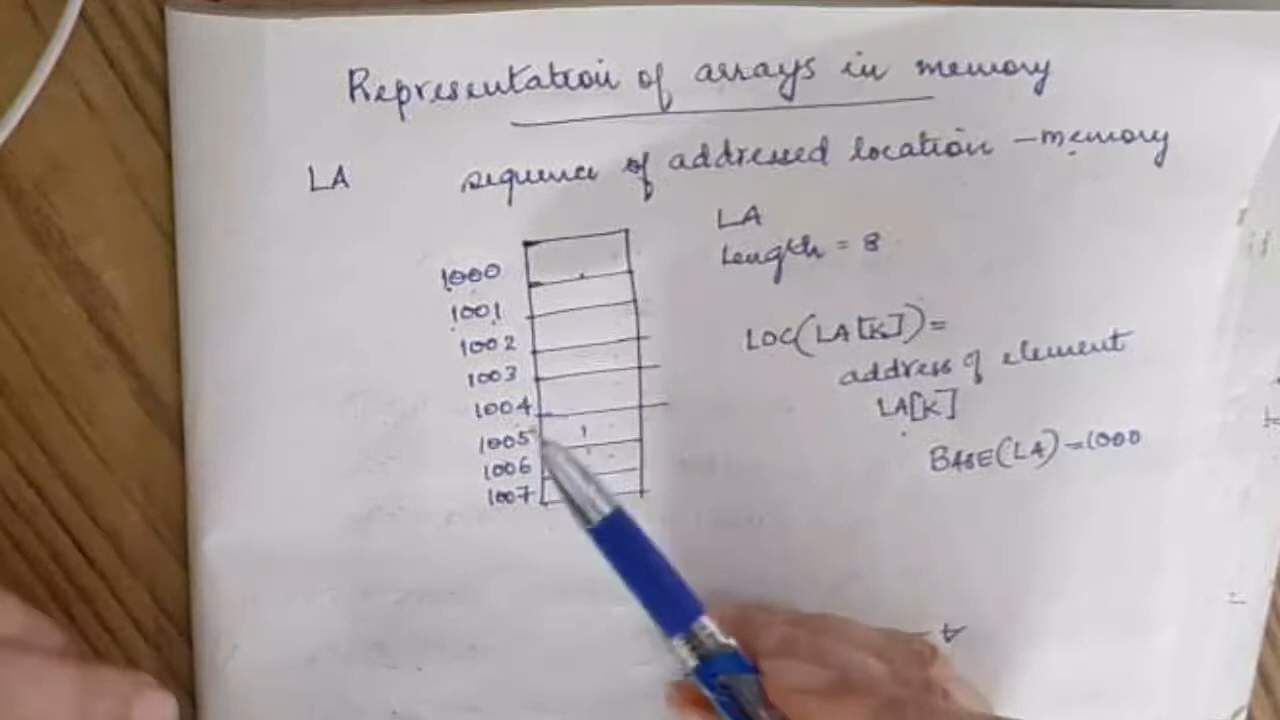 Representation of arrays in memory
LA sequence of addressed location - memory
LA
Length = 8
1000
1001
1002
1003
1004
1005
1006
1007
LOC(LA[K]) =
address of element
LA[K]
BASE(LA) = 1000